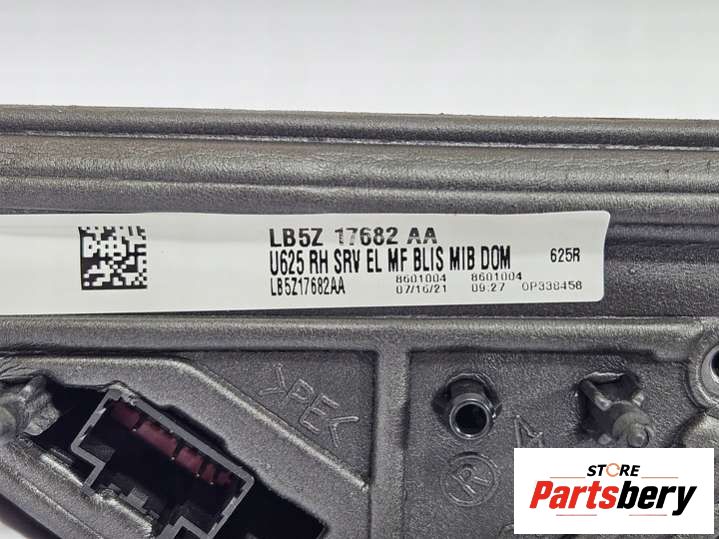 LB5Z 17682 AA
U625 RH SRV EL MF BLIS MIB DOM 625R
LB5Z17682AA 8601004 8601004
07/16/21 09:27 OP338458
>PE<
R
STORE
Partsbery